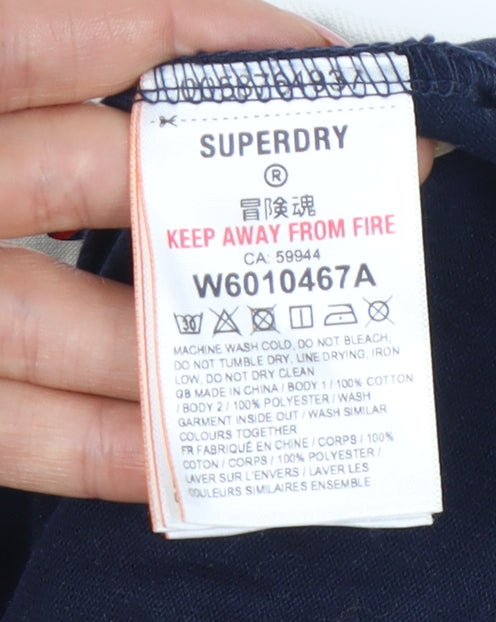 SUPERDRY
®
冒険魂
KEEP AWAY FROM FIRE
CA: 59944
W6010467A
30
MACHINE WASH COLD, DO NOT BLEACH,
DO NOT TUMBLE DRY, LINE DRYING, IRON
LOW, DO NOT DRY CLEAN
GB MADE IN CHINA / BODY 1 / 100% COTTON
/ BODY 2 / 100% POLYESTER / WASH
GARMENT INSIDE OUT / WASH SIMILAR
COLOURS TOGETHER
FR FABRIQUÉ EN CHINE / CORPS / 100%
COTON / CORPS / 100% POLYESTER /
LAVER SUR L'ENVERS / LAVER LES
COULEURS SIMILAIRES ENSEMBLE